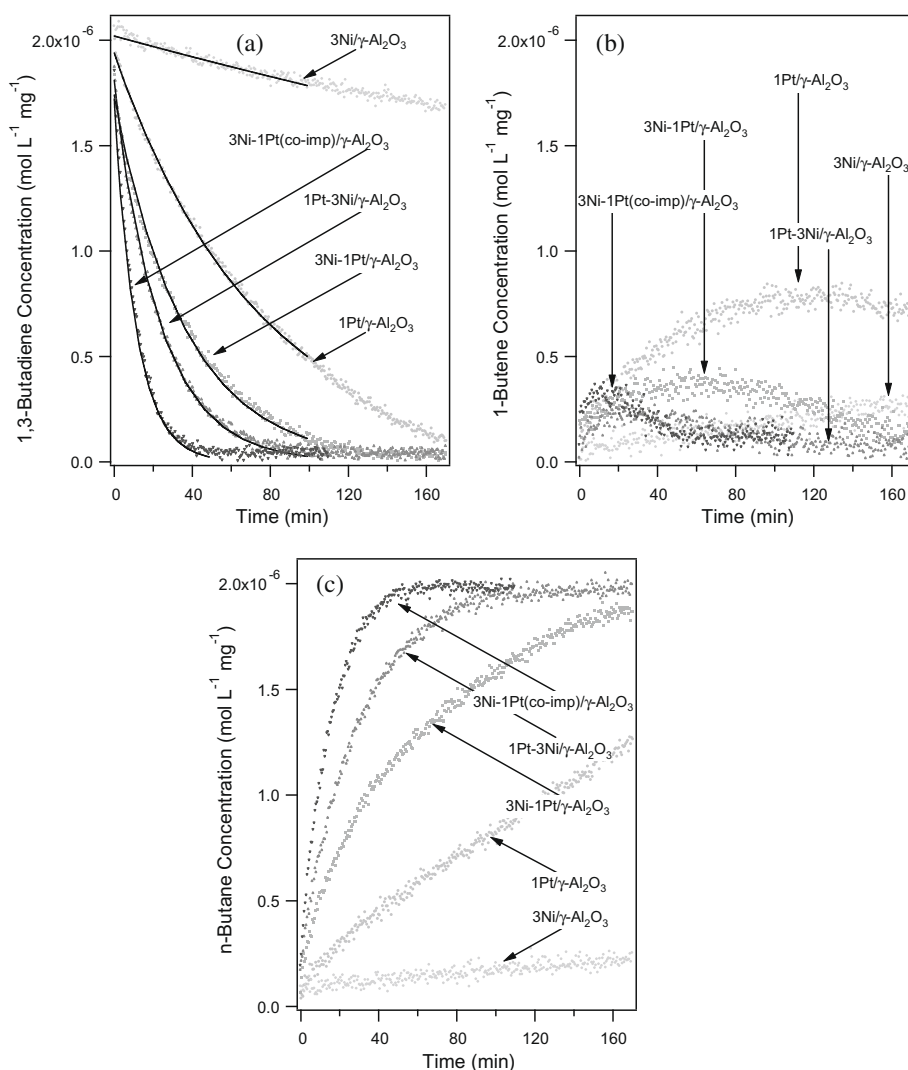 (a)
2.0x10⁻⁶
1.5
1.0
0.5
0.0
1,3-Butadiene Concentration (mol L⁻¹ mg⁻¹)
3Ni/γ-Al₂O₃
3Ni-1Pt(co-imp)/γ-Al₂O₃
1Pt-3Ni/γ-Al₂O₃
3Ni-1Pt/γ-Al₂O₃
1Pt/γ-Al₂O₃
0 40 80 120 160
Time (min)
(b)
2.0x10⁻⁶
1.5
1.0
0.5
0.0
1-Butene Concentration (mol L⁻¹ mg⁻¹)
1Pt/γ-Al₂O₃
3Ni-1Pt/γ-Al₂O₃
3Ni/γ-Al₂O₃
3Ni-1Pt(co-imp)/γ-Al₂O₃
1Pt-3Ni/γ-Al₂O₃
0 40 80 120 160
Time (min)
(c)
2.0x10⁻⁶
1.5
1.0
0.5
0.0
n-Butane Concentration (mol L⁻¹ mg⁻¹)
3Ni-1Pt(co-imp)/γ-Al₂O₃
1Pt-3Ni/γ-Al₂O₃
3Ni-1Pt/γ-Al₂O₃
1Pt/γ-Al₂O₃
3Ni/γ-Al₂O₃
0 40 80 120 160
Time (min)